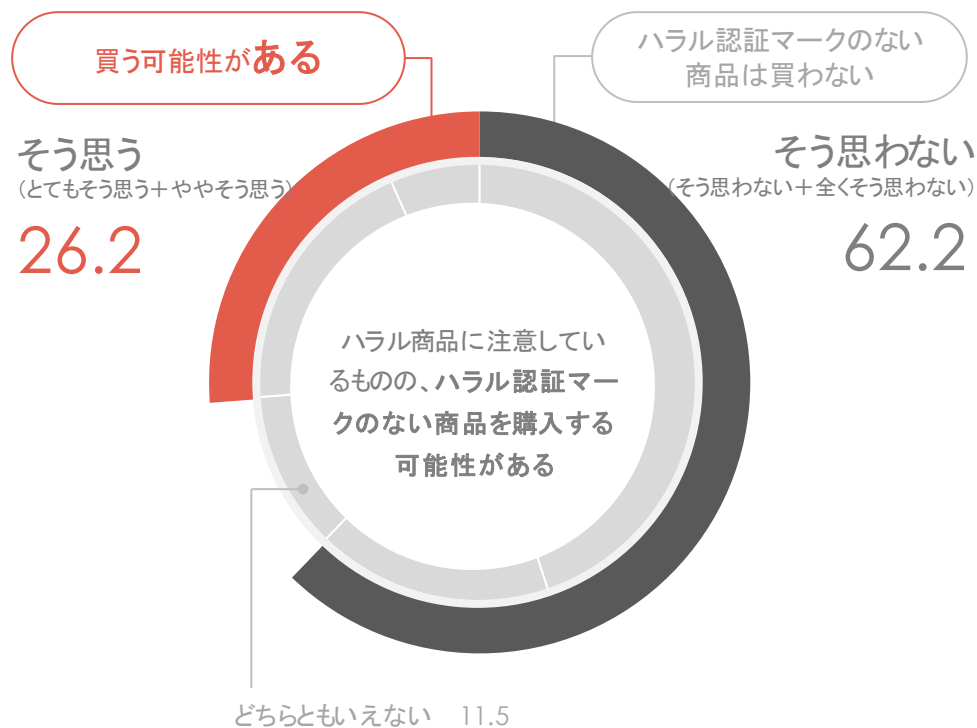 買う可能性がある
ハラル認証マークのない
商品は買わない
そう思う
(とてもそう思う+ややそう思う)
26.2
そう思わない
(そう思わない+全くそう思わない)
62.2
ハラル商品に注意してい
るものの、ハラル認証マー
クのない商品を購入する
可能性がある
どちらともいえない 11.5